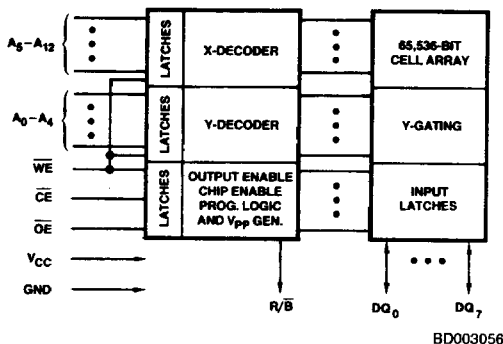 A5–A12
LATCHES
X-DECODER
65,536-BIT
CELL ARRAY
A0–A4
LATCHES
Y-DECODER
Y-GATING
WE
CE
OE
LATCHES
OUTPUT ENABLE
CHIP ENABLE
PROG. LOGIC
AND VPP GEN.
INPUT
LATCHES
VCC
GND
R/B
DQ0
DQ7
BD003056